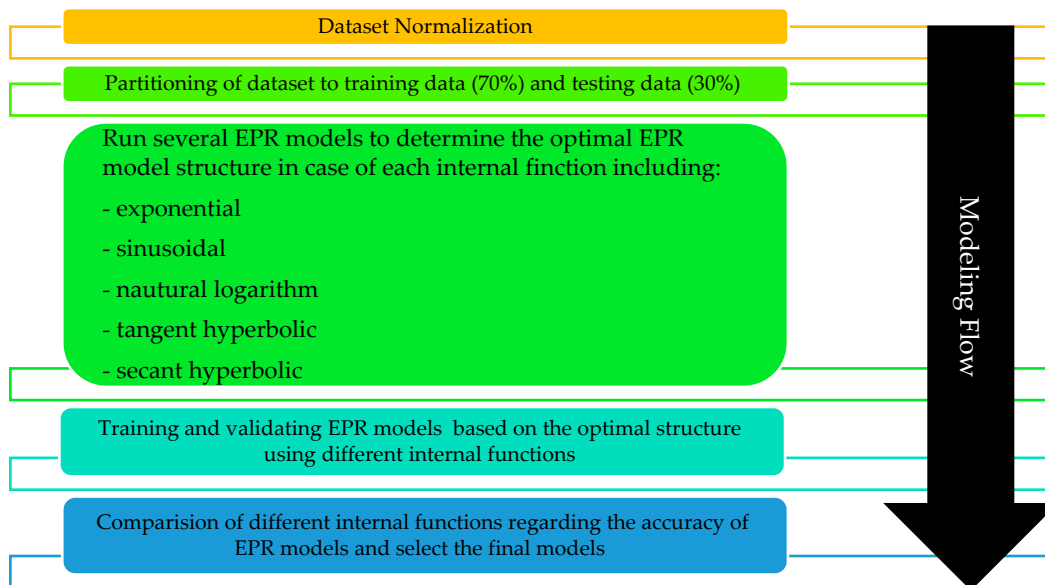 Dataset Normalization
Partitioning of dataset to training data (70%) and testing data (30%)
Run several EPR models to determine the optimal EPR
model structure in case of each internal finction including:
- exponential
- sinusoidal
- nautural logarithm
- tangent hyperbolic
- secant hyperbolic
Training and validating EPR models based on the optimal structure
using different internal functions
Comparision of different internal functions regarding the accuracy of
EPR models and select the final models
Modeling Flow